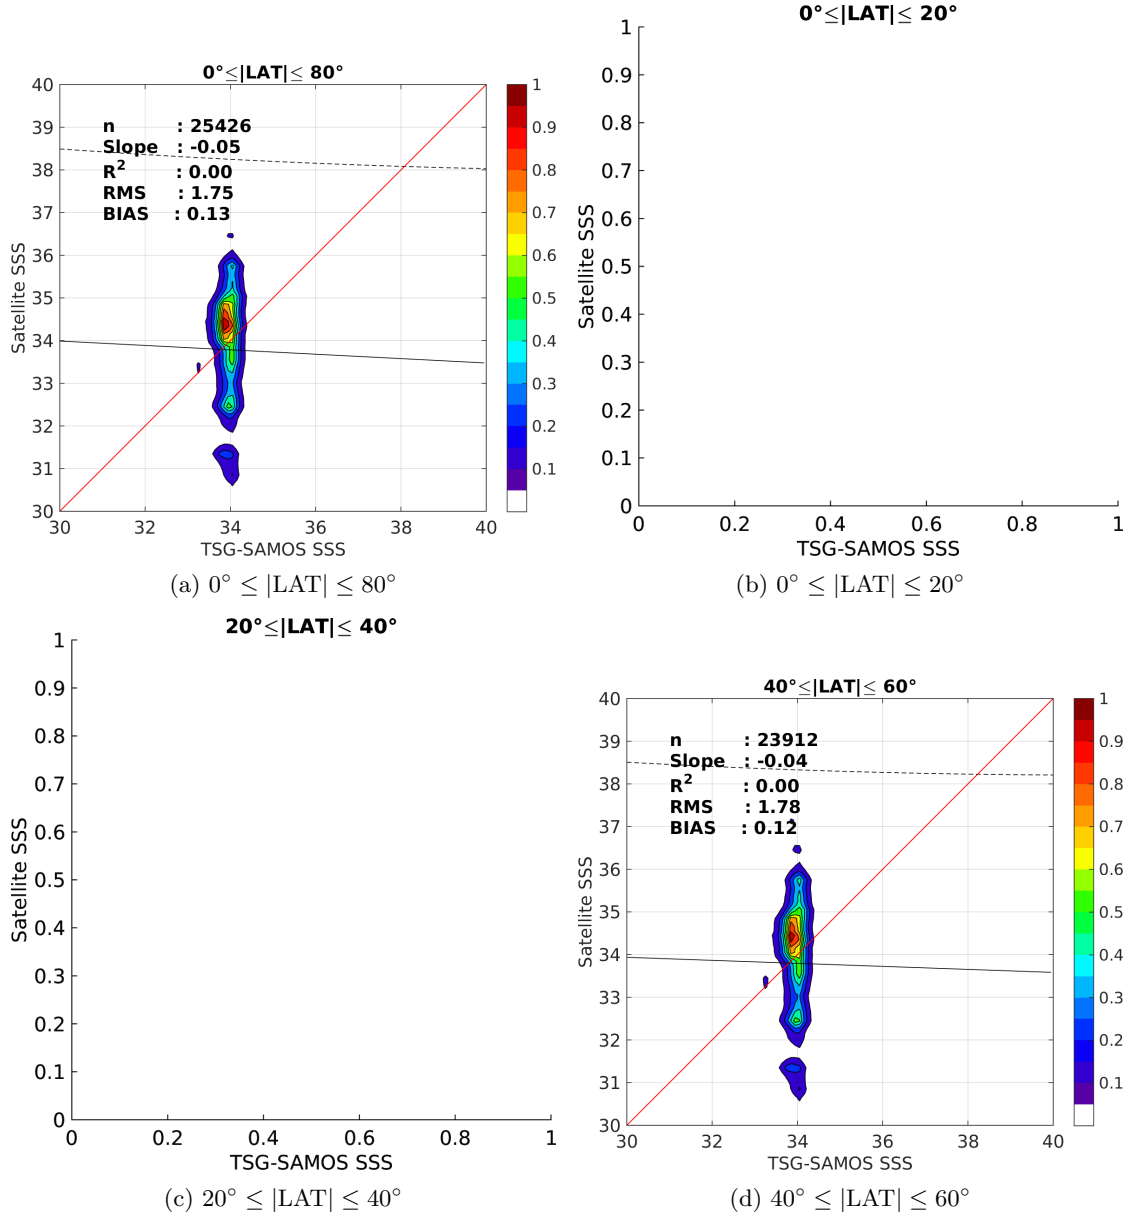 0°≤|LAT|≤ 80°
40
39
38
37
36
35
34
33
32
31
30
Satellite SSS
n : 25426
Slope : -0.05
R² : 0.00
RMS : 1.75
BIAS : 0.13
30 32 34 36 38 40
TSG-SAMOS SSS
1
0.9
0.8
0.7
0.6
0.5
0.4
0.3
0.2
0.1
(a) 0° ≤ |LAT| ≤ 80°
0°≤|LAT|≤ 20°
1
0.9
0.8
0.7
0.6
0.5
0.4
0.3
0.2
0.1
0
Satellite SSS
0 0.2 0.4 0.6 0.8 1
TSG-SAMOS SSS
(b) 0° ≤ |LAT| ≤ 20°
20°≤|LAT|≤ 40°
1
0.9
0.8
0.7
0.6
0.5
0.4
0.3
0.2
0.1
0
Satellite SSS
0 0.2 0.4 0.6 0.8 1
TSG-SAMOS SSS
(c) 20° ≤ |LAT| ≤ 40°
40°≤|LAT|≤ 60°
40
39
38
37
36
35
34
33
32
31
30
Satellite SSS
n : 23912
Slope : -0.04
R² : 0.00
RMS : 1.78
BIAS : 0.12
30 32 34 36 38 40
TSG-SAMOS SSS
1
0.9
0.8
0.7
0.6
0.5
0.4
0.3
0.2
0.1
(d) 40° ≤ |LAT| ≤ 60°